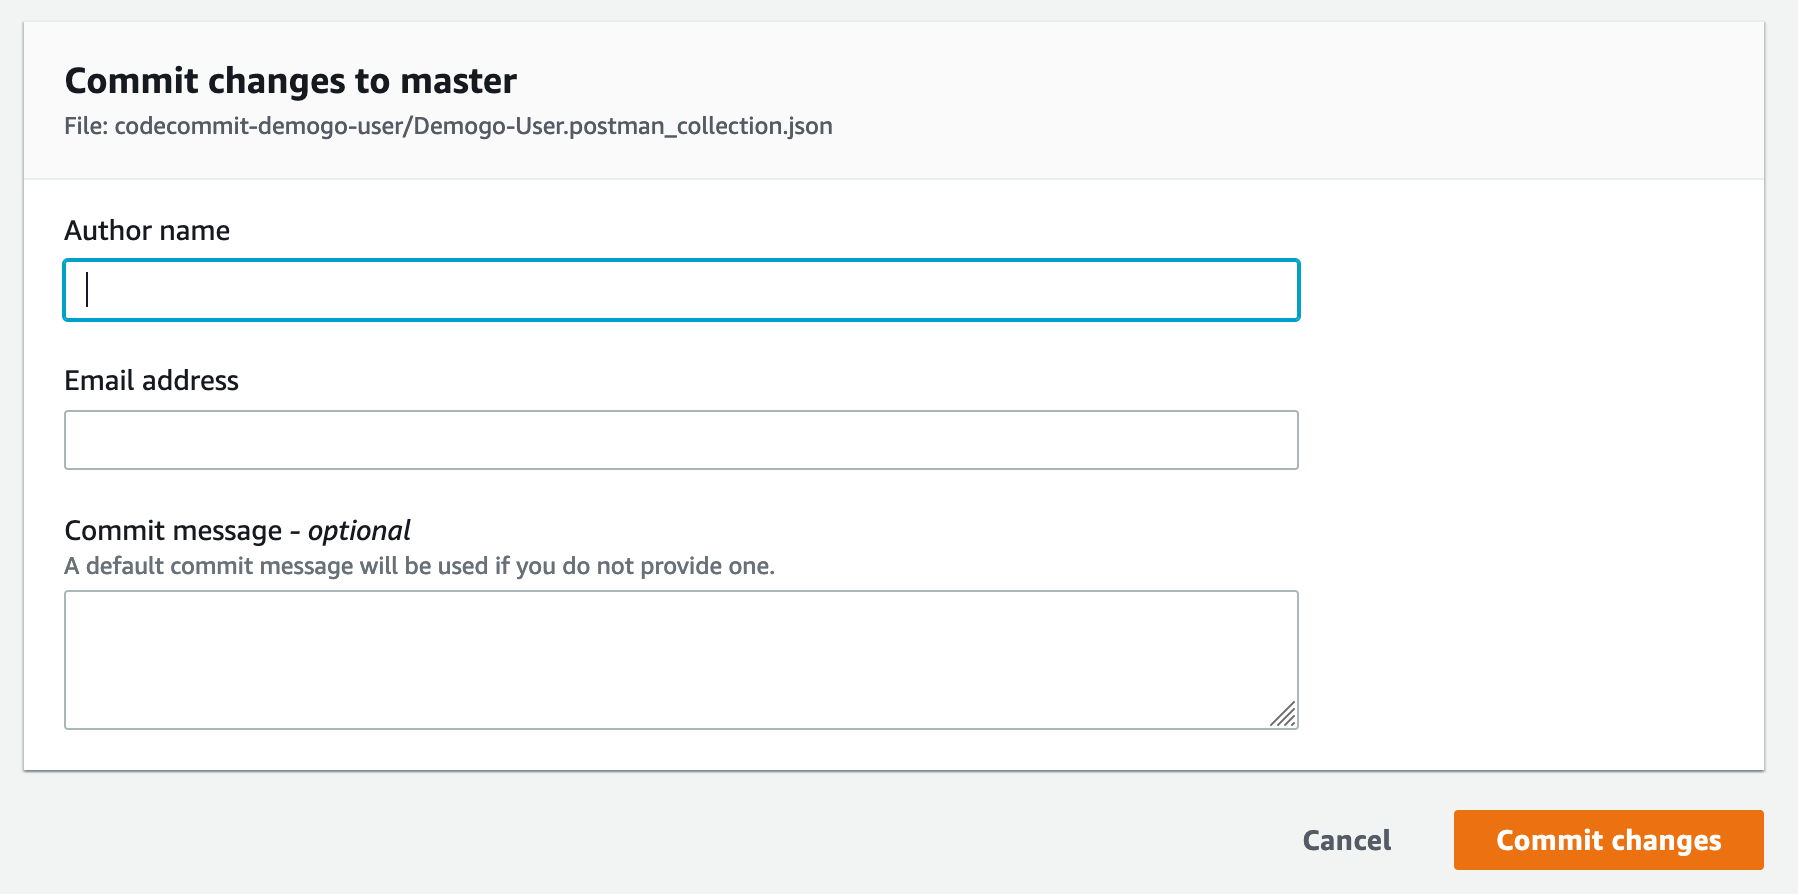 Commit changes to master
File: codecommit-demogo-user/Demogo-User.postman_collection.json
Author name
Email address
Commit message - optional
A default commit message will be used if you do not provide one.
Cancel
Commit changes